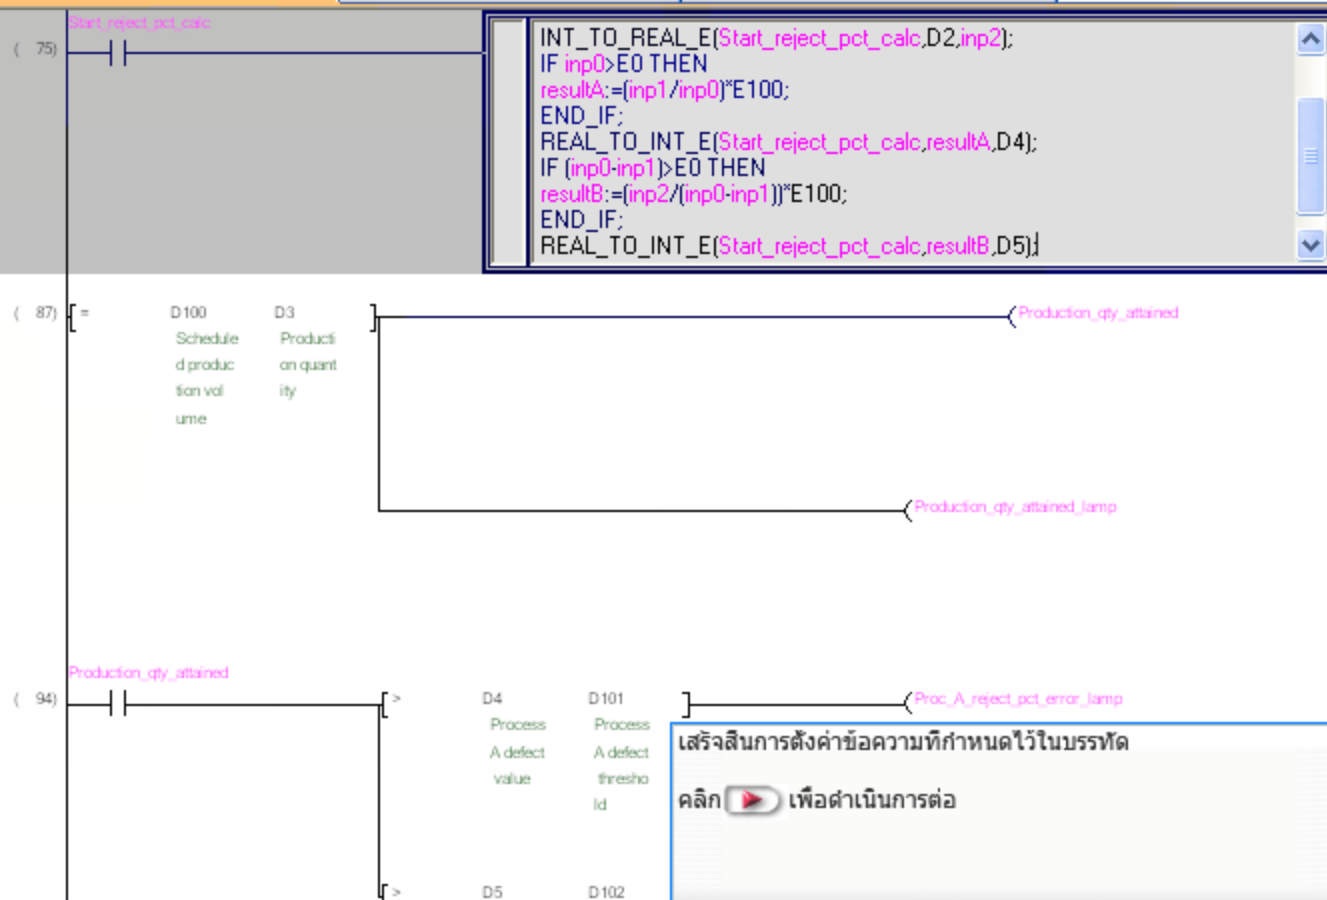 Start_reject_pct_calc
( 75)
INT_TO_REAL_E(Start_reject_pct_calc,D2,inp2);
IF inp0>E0 THEN
resultA:=(inp1/inp0)*E100;
END_IF;
REAL_TO_INT_E(Start_reject_pct_calc,resultA,D4);
IF (inp0-inp1)>E0 THEN
resultB:=(inp2/(inp0-inp1))*E100;
END_IF;
REAL_TO_INT_E(Start_reject_pct_calc,resultB,D5);
( 87) [ = D100 D3 ] Production_qty_attained
Schedule Producti
d produc on quant
tion vol ity
ume
Production_qty_attained_lamp
Production_qty_attained
( 94) [ > D4 D101 ] Proc_A_reject_pct_error_lamp
Process Process
A defect A defect
value thresho
ld
[ > D5 D102
เสร็จสิ้นการตั้งค่าข้อความที่กำหนดไว้ในบรรทัด
คลิก เพื่อดำเนินการต่อ